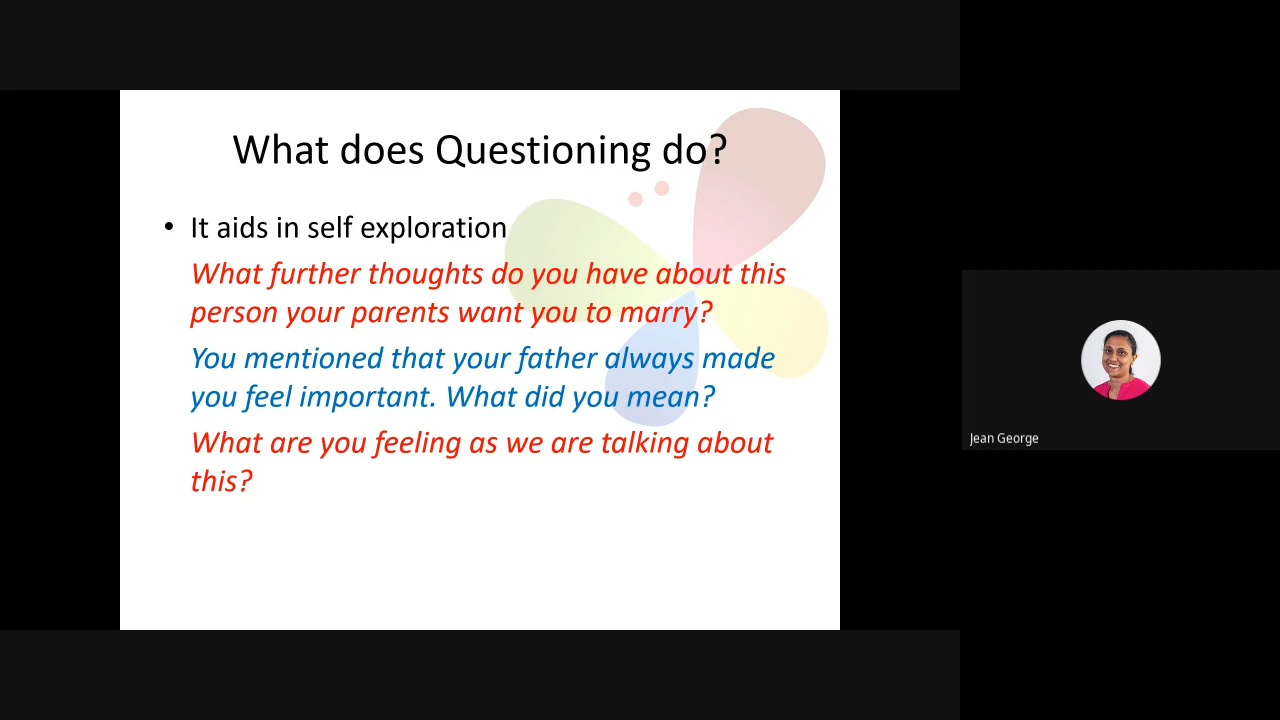 What does Questioning do?
• It aids in self exploration
What further thoughts do you have about this
person your parents want you to marry?
You mentioned that your father always made
you feel important. What did you mean?
What are you feeling as we are talking about
this?
Jean George